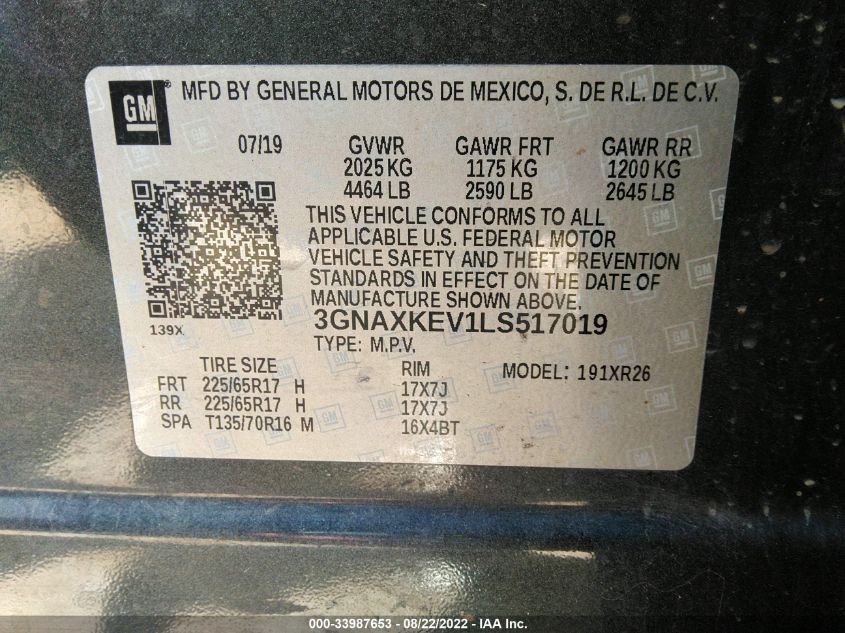 GM
MFD BY GENERAL MOTORS DE MEXICO, S. DE R.L. DE C.V.
07/19 GVWR GAWR FRT GAWR RR
2025 KG 1175 KG 1200 KG
4464 LB 2590 LB 2645 LB
THIS VEHICLE CONFORMS TO ALL
APPLICABLE U.S. FEDERAL MOTOR
VEHICLE SAFETY AND THEFT PREVENTION
STANDARDS IN EFFECT ON THE DATE OF
MANUFACTURE SHOWN ABOVE.
139X
3GNAXKEV1LS517019
TYPE: M.P.V.
TIRE SIZE RIM MODEL: 191XR26
FRT 225/65R17 H 17X7J
RR 225/65R17 H 17X7J
SPA T135/70R16 M 16X4BT
000-33987653 - 08/22/2022 - IAA Inc.